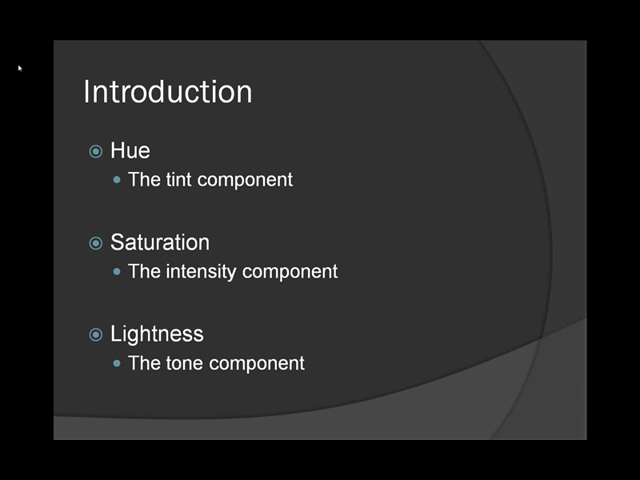 Introduction
Hue
The tint component
Saturation
The intensity component
Lightness
The tone component